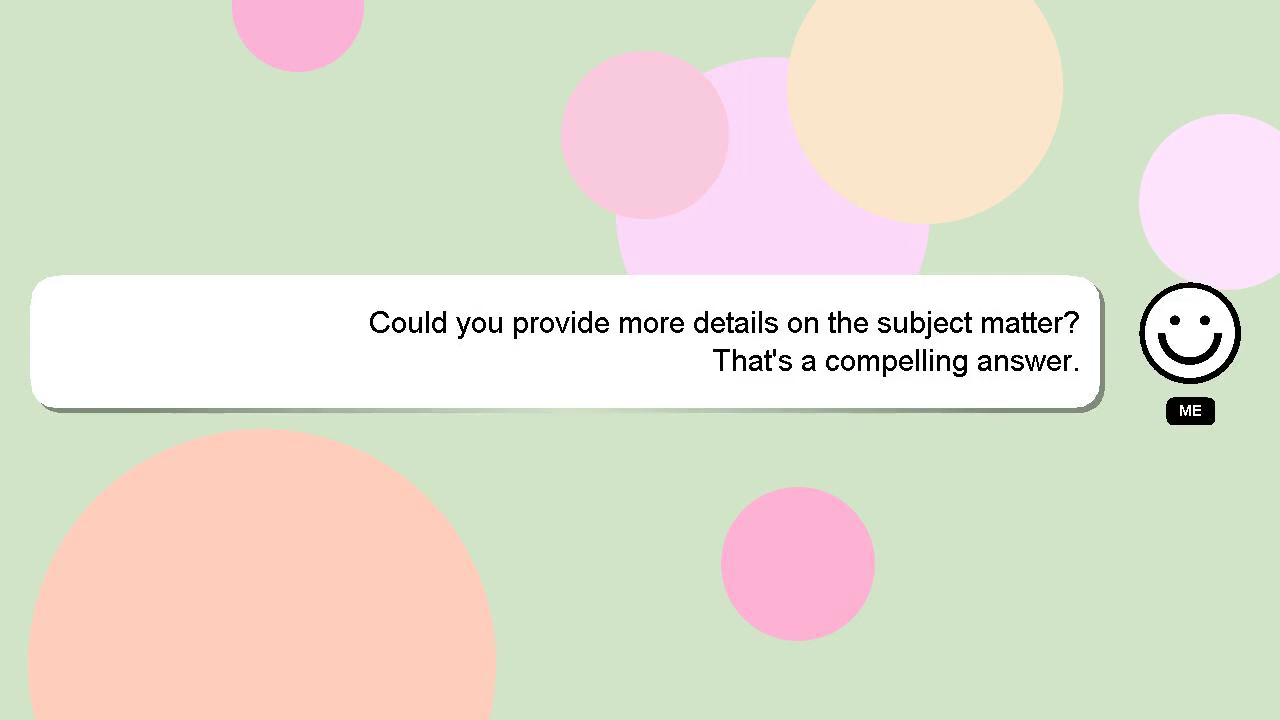 Could you provide more details on the subject matter?
That's a compelling answer.
ME